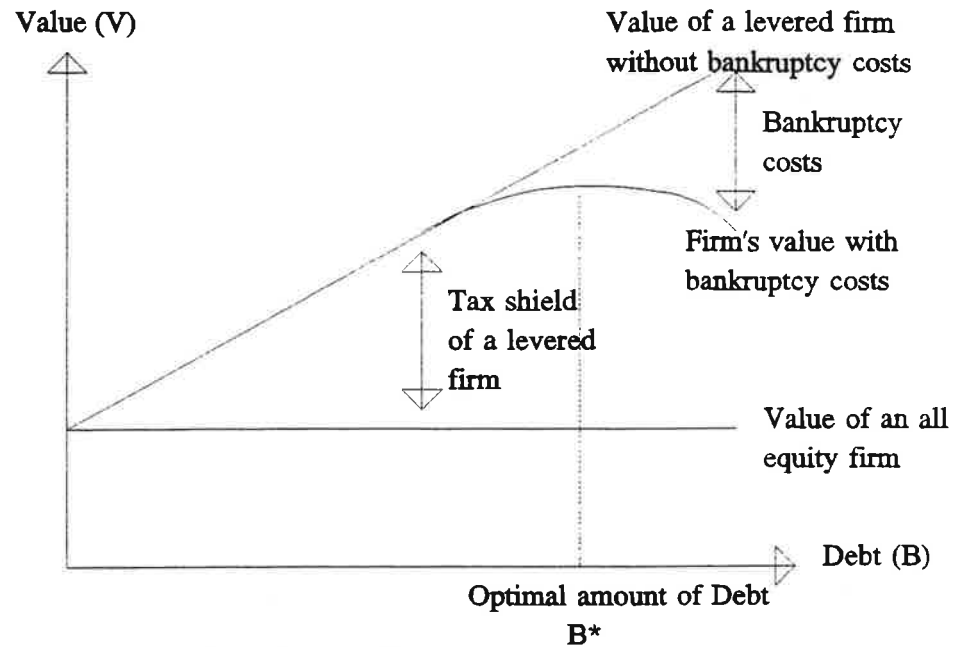 Value (V)
Value of a levered firm
without bankruptcy costs
Bankruptcy
costs
Firm's value with
bankruptcy costs
Tax shield
of a levered
firm
Value of an all
equity firm
Debt (B)
Optimal amount of Debt
B*